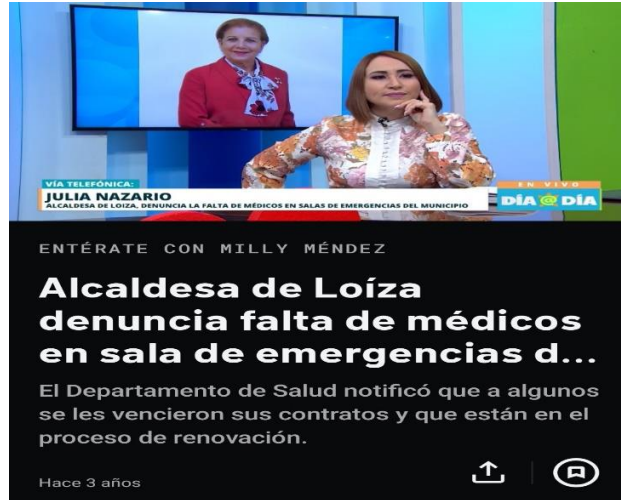 VÍA TELEFÓNICA:
JULIA NAZARIO
ALCALDESA DE LOIZA, DENUNCIA LA FALTA DE MÉDICOS EN SALAS DE EMERGENCIAS DEL MUNICIPIO
EN VIVO
DÍA @ DÍA
ENTÉRATE CON MILLY MÉNDEZ
Alcaldesa de Loíza
denuncia falta de médicos
en sala de emergencias d...
El Departamento de Salud notificó que a algunos
se les vencieron sus contratos y que están en el
proceso de renovación.
Hace 3 años